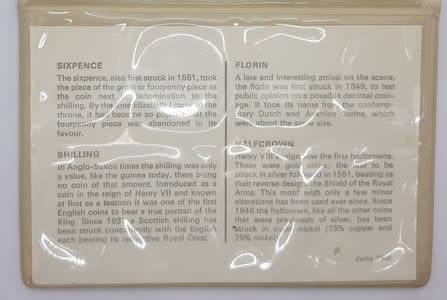 SIXPENCE
The sixpence, also first struck in 1551, took
the place of the groat or fourpenny piece as
the coin next in denomination to the
shilling. By the time Elizabeth I came to the
throne, it had become so popular that the
fourpenny piece was abandoned in its
favour.
SHILLING
In Anglo-Saxon times the shilling was only
a value, like the guinea today, there being
no coin of that amount. Introduced as a
coin in the reign of Henry VII and known
at first as a testoon it was one of the first
English coins to bear a true portrait of the
King. Since 1937 a Scottish shilling has
been struck concurrently with the English
each bearing its respective Royal Crest.
FLORIN
A late and interesting arrival on the scene,
the florin was first struck in 1849, to test
public opinion on a possible decimal coin-
age. It took its name from the contemp-
orary Dutch and Austrian florins, which
were about the same size.
HALFCROWN
Henry VIII's reign saw the first halfcrowns.
These were gold coins; the first to be
struck in silver followed in 1551, bearing as
their reverse design the Shield of the Royal
Arms. This motif with only a few minor
alterations has been used ever since. Since
1946 the halfcrown, like all the other coins
that were previously of silver, has been
struck in cupro-nickel (75% copper and
25% nickel).
June